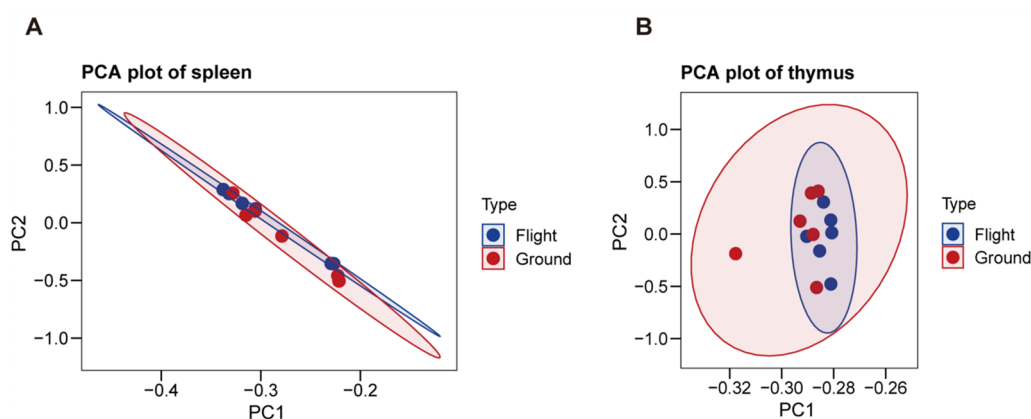 A
B
PCA plot of spleen
PCA plot of thymus
1.0
0.5
0.0
−0.5
−1.0
PC2
−0.4
−0.3
−0.2
PC1
Type
Flight
Ground
1.0
0.5
0.0
−0.5
−1.0
PC2
−0.32
−0.30
−0.28
−0.26
PC1
Type
Flight
Ground